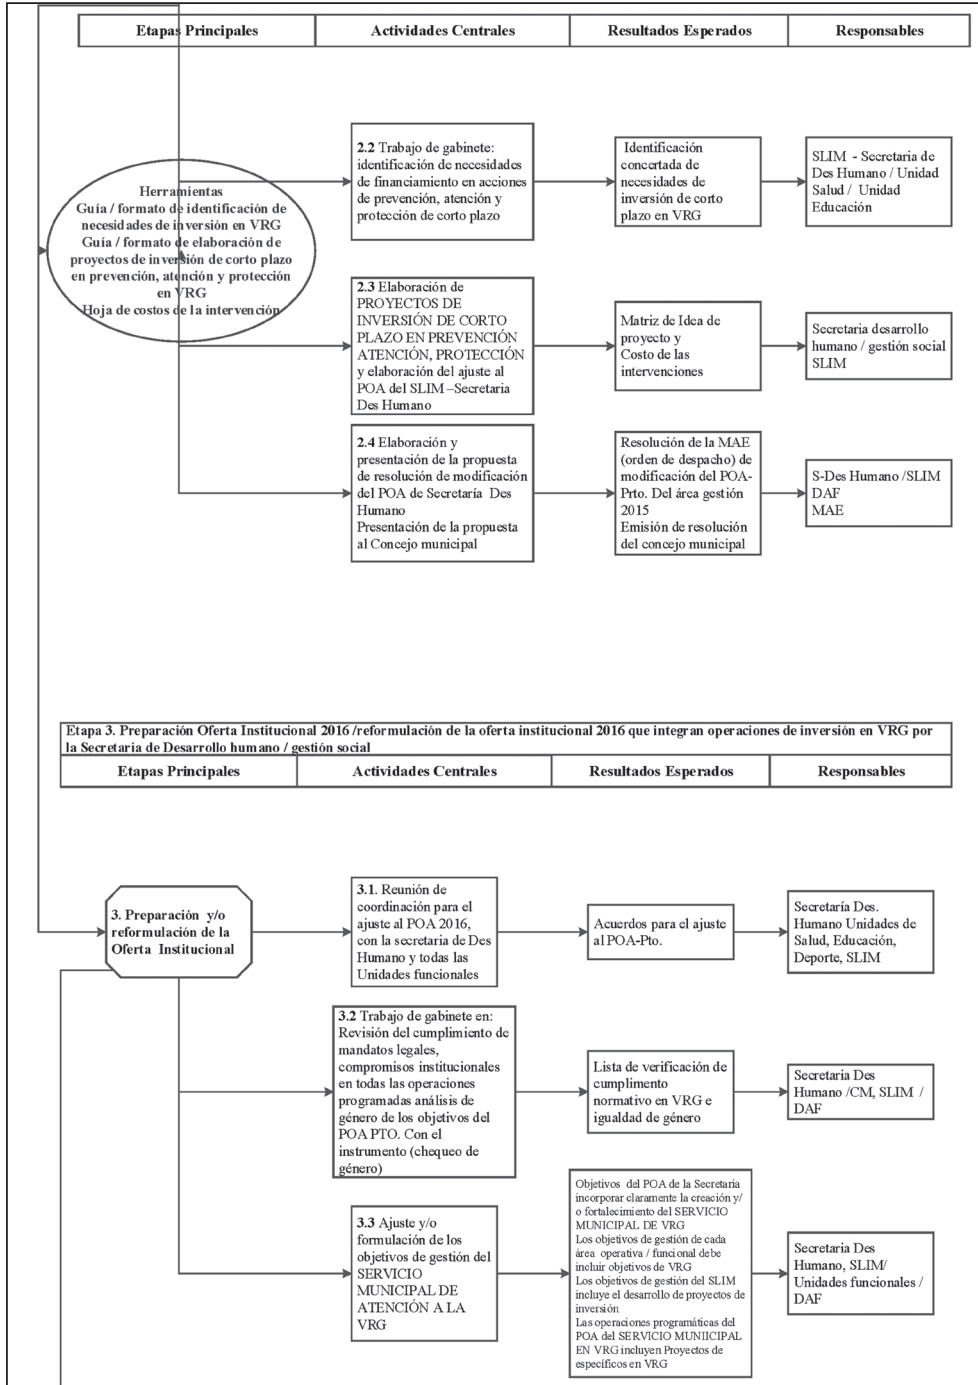 Etapas Principales
Actividades Centrales
Resultados Esperados
Responsables
Herramientas
Guía / formato de identificación de
necesidades de inversión en VRG
Guía / formato de elaboración de
proyectos de inversión de corto plazo
en prevención, atención y protección
en VRG
Hoja de costos de la intervención
2.2 Trabajo de gabinete:
identificación de necesidades
de financiamiento en acciones
de prevención, atención y
protección de corto plazo
Identificación
concertada de
necesidades de
inversión de corto
plazo en VRG
SLIM - Secretaria de
Des Humano / Unidad
Salud / Unidad
Educación
2.3 Elaboración de
PROYECTOS DE
INVERSIÓN DE CORTO
PLAZO EN PREVENCIÓN
ATENCIÓN, PROTECCIÓN
y elaboración del ajuste al
POA del SLIM –Secretaria
Des Humano
Matriz de Idea de
proyecto y
Costo de las
intervenciones
Secretaria desarrollo
humano / gestión social
SLIM
2.4 Elaboración y
presentación de la propuesta
de resolución de modificación
del POA de Secretaría Des
Humano
Presentación de la propuesta
al Concejo municipal
Resolución de la MAE
(orden de despacho) de
modificación del POA-
Prto. Del área gestión
2015
Emisión de resolución
del concejo municipal
S-Des Humano /SLIM
DAF
MAE
Etapa 3. Preparación Oferta Institucional 2016 /reformulación de la oferta institucional 2016 que integran operaciones de inversión en VRG por
la Secretaria de Desarrollo humano / gestión social
Etapas Principales
Actividades Centrales
Resultados Esperados
Responsables
3. Preparación y/o
reformulación de la
Oferta Institucional
3.1. Reunión de
coordinación para el
ajuste al POA 2016,
con la secretaria de Des
Humano y todas las
Unidades funcionales
Acuerdos para el ajuste
al POA-Pto.
Secretaría Des.
Humano Unidades de
Salud, Educación,
Deporte, SLIM
3.2 Trabajo de gabinete en:
Revisión del cumplimiento de
mandatos legales,
compromisos institucionales
en todas las operaciones
programadas análisis de
género de los objetivos del
POA PTO. Con el
instrumento (chequeo de
género)
Lista de verificación de
cumplimento
normativo en VRG e
igualdad de género
Secretaria Des
Humano /CM, SLIM /
DAF
3.3 Ajuste y/o
formulación de los
objetivos de gestión del
SERVICIO
MUNICIPAL DE
ATENCIÓN A LA
VRG
Objetivos del POA de la Secretaria
incorporar claramente la creación y/
o fortalecimiento del SERVICIO
MUNICIPAL DE VRG
Los objetivos de gestión de cada
área operativa / funcional debe
incluir objetivos de VRG
Los objetivos de gestión del SLIM
incluye el desarrollo de proyectos de
inversión
Las operaciones programáticas del
POA del SERVICIO MUNIICIPAL
EN VRG incluyen Proyectos de
específicos en VRG
Secretaria Des
Humano, SLIM/
Unidades funcionales /
DAF